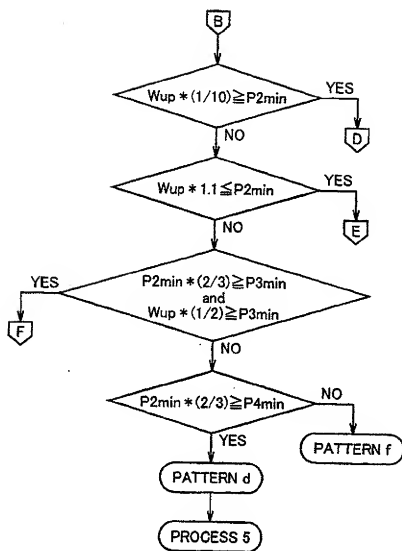 B
Wup*(1/10)≧P2min
YES
D
NO
Wup*1.1≦P2min
YES
E
NO
YES
P2min*(2/3)≧P3min
and
Wup*(1/2)≧P3min
F
NO
P2min*(2/3)≧P4min
NO
YES
PATTERN f
PATTERN d
PROCESS 5